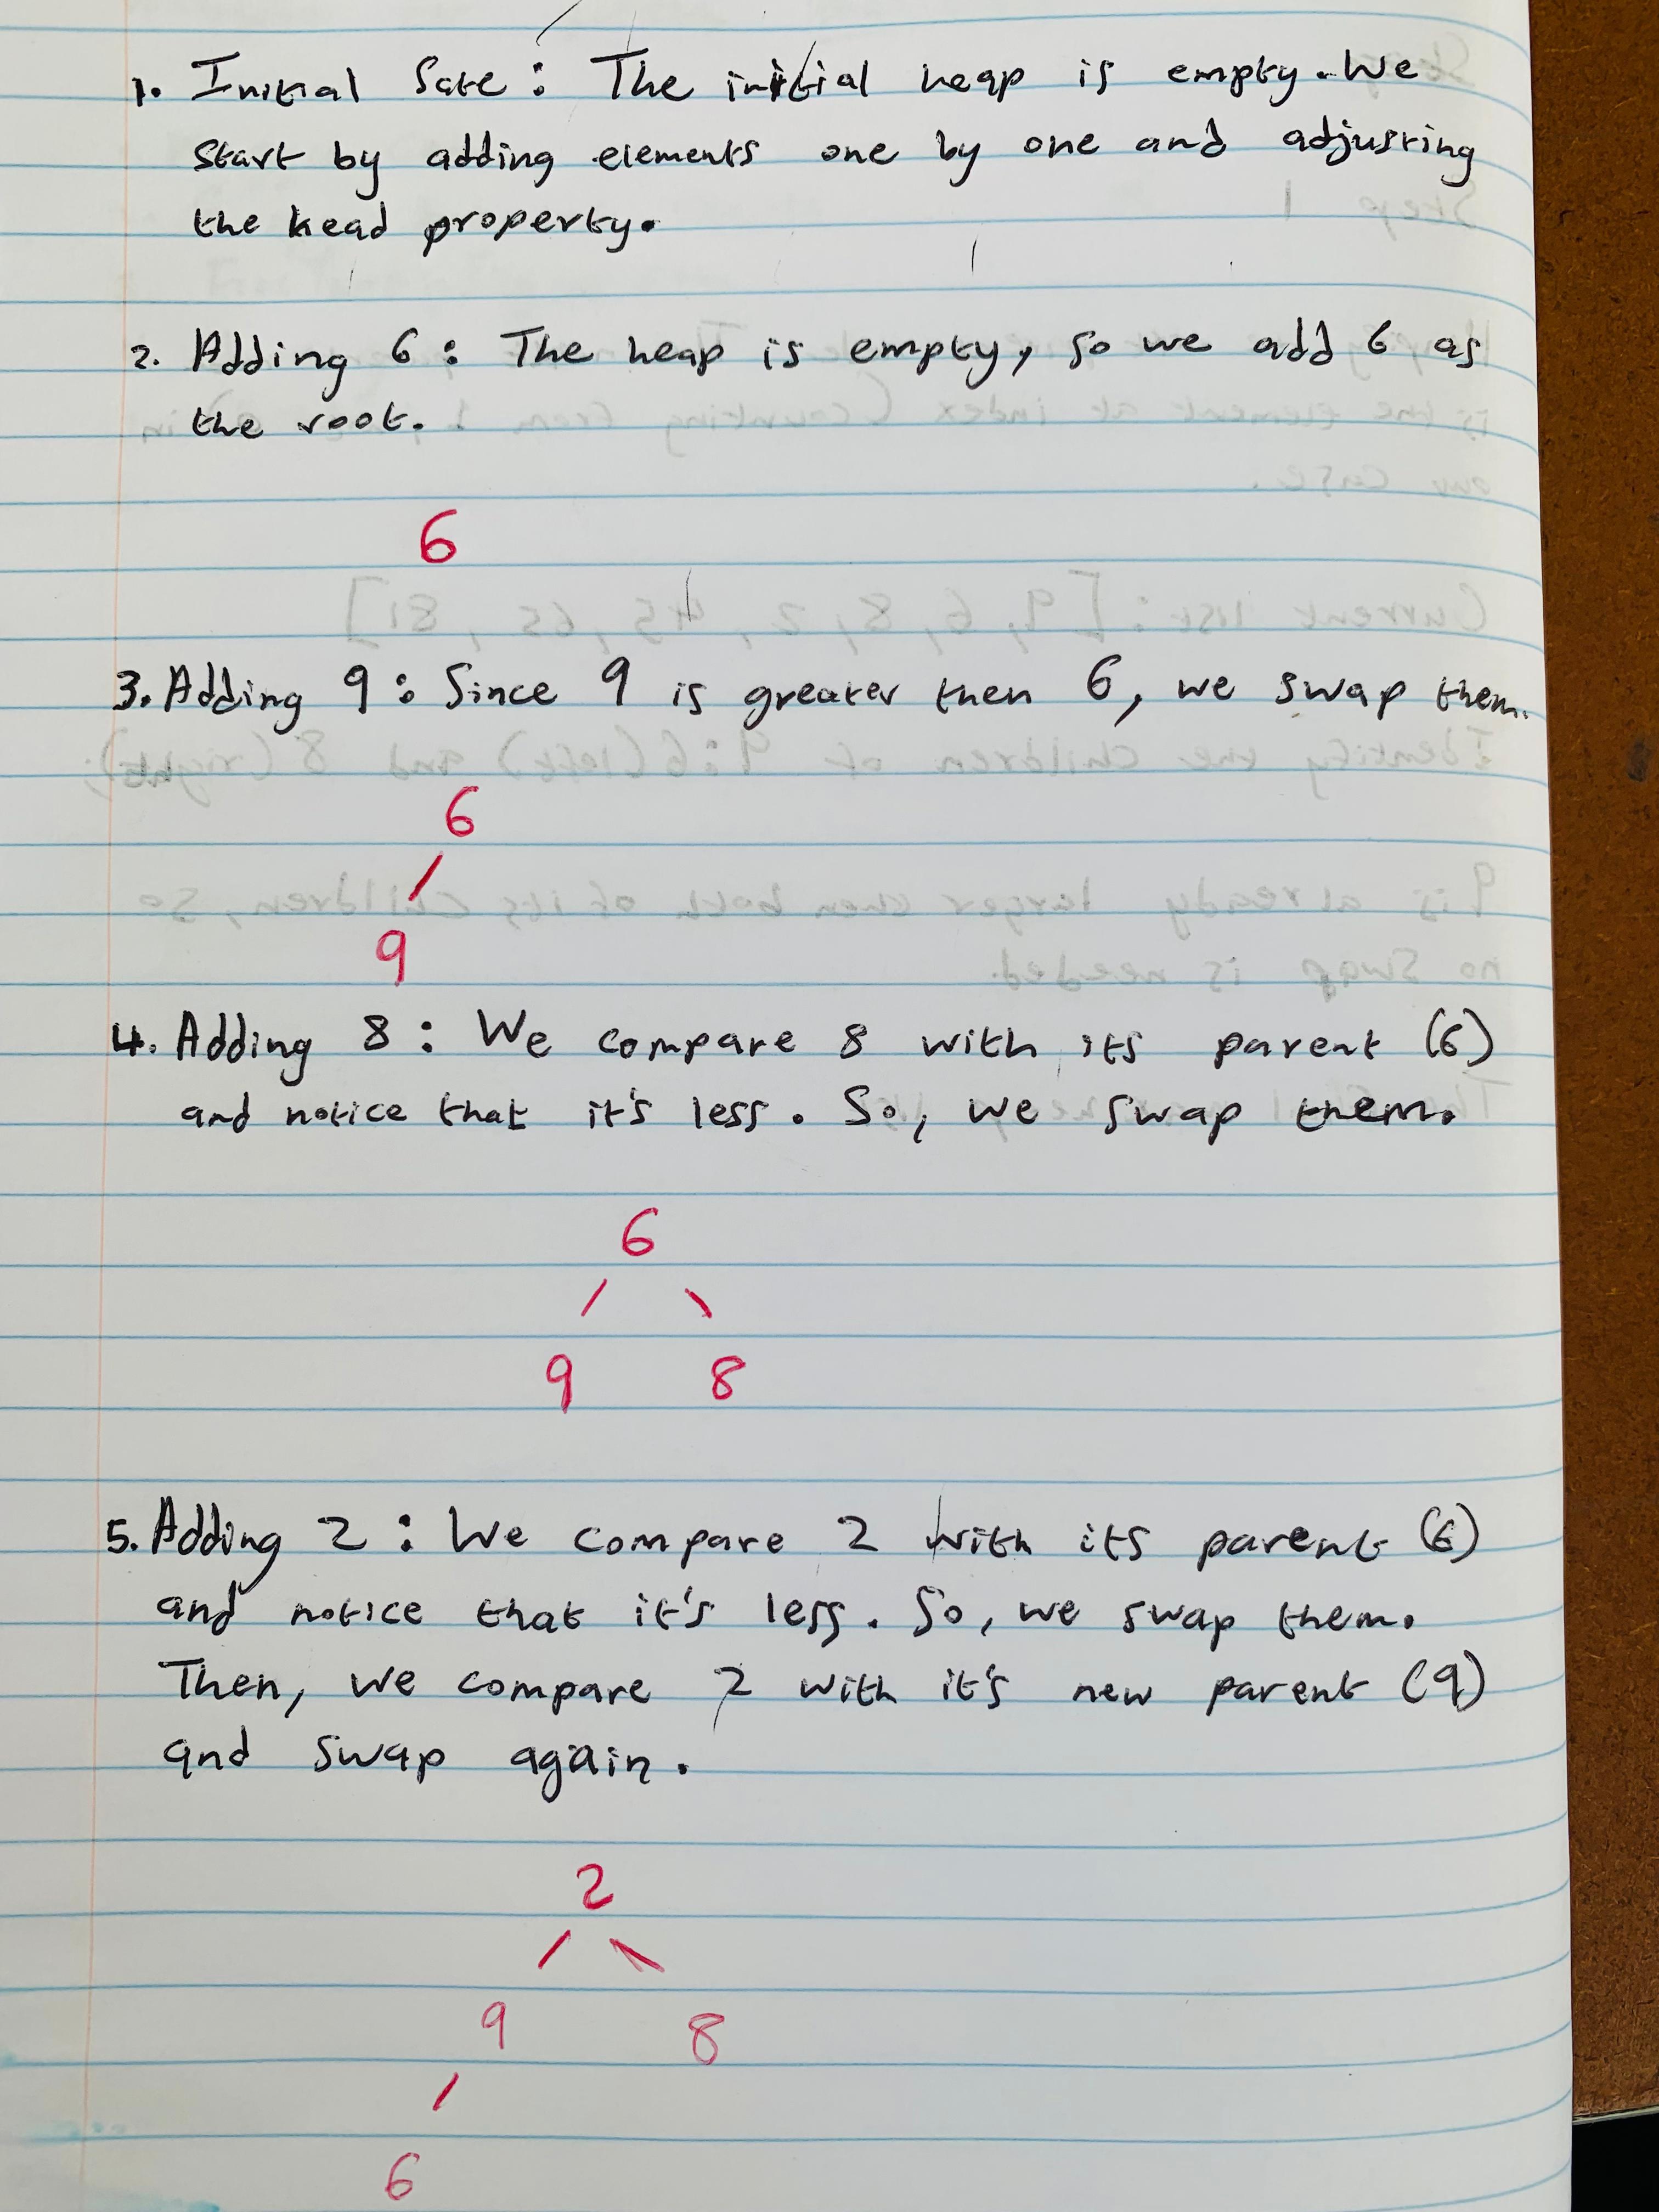 1. Initial Sate : The initial heap is empty. We
start by adding elements one by one and adjusting
the head property.
2. Adding 6 : The heap is empty, so we add 6 as
the root.
6
3. Adding 9 : Since 9 is greater then 6, we swap them.
6
/
9
4. Adding 8 : We compare 8 with its parent (6)
and notice that it's less. So, we swap them.
6
/ \
9 8
5. Adding 2 : We compare 2 with its parent (6)
and notice that it's less. So, we swap them.
Then, we compare 2 with it's new parent (9)
and swap again.
2
/ \
9 8
/
6